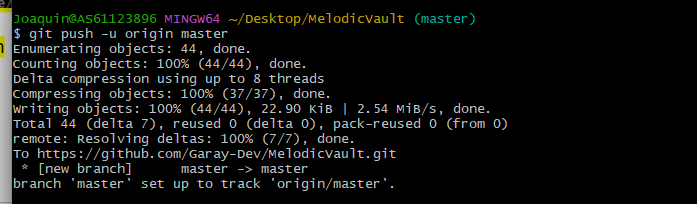 Joaquin@AS61123896 MINGW64 ~/Desktop/MelodicVault (master)
$ git push -u origin master
Enumerating objects: 44, done.
Counting objects: 100% (44/44), done.
Delta compression using up to 8 threads
Compressing objects: 100% (37/37), done.
Writing objects: 100% (44/44), 22.90 KiB | 2.54 MiB/s, done.
Total 44 (delta 7), reused 0 (delta 0), pack-reused 0 (from 0)
remote: Resolving deltas: 100% (7/7), done.
To https://github.com/Garay-Dev/MelodicVault.git
 * [new branch]      master -> master
branch 'master' set up to track 'origin/master'.